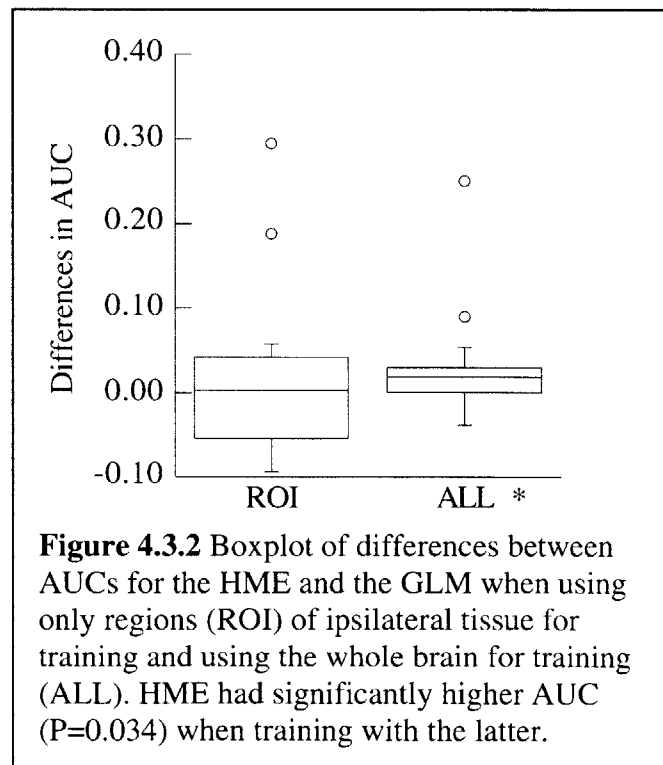 0.40
0.30
0.20
0.10
0.00
-0.10
Differences in AUC
ROI
ALL *
Figure 4.3.2 Boxplot of differences between
AUCs for the HME and the GLM when using
only regions (ROI) of ipsilateral tissue for
training and using the whole brain for training
(ALL). HME had significantly higher AUC
(P=0.034) when training with the latter.